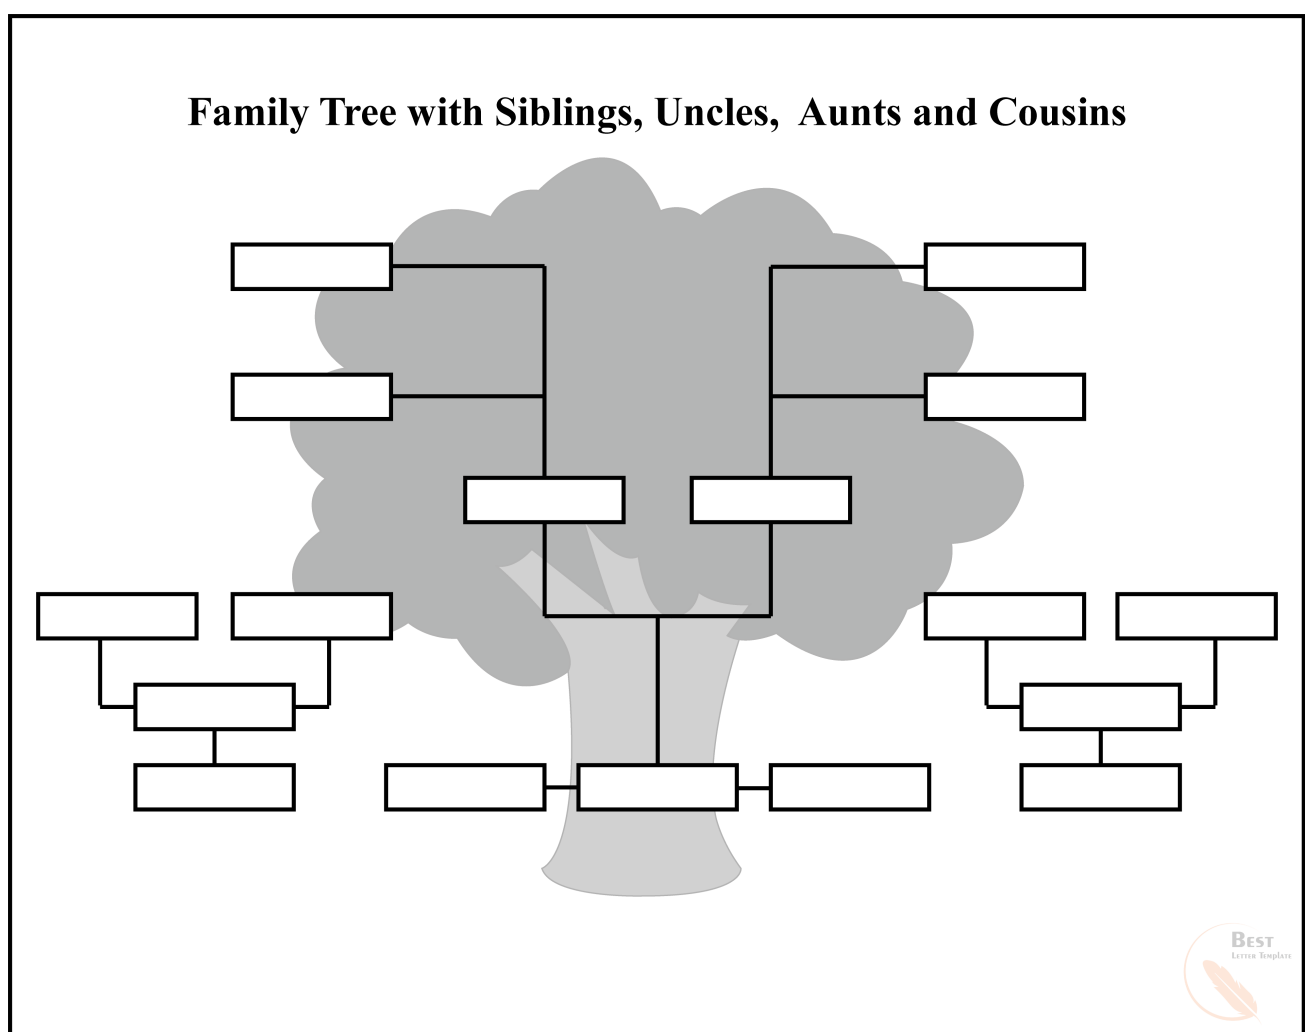 Family Tree with Siblings, Uncles, Aunts and Cousins
BEST
LETTER TEMPLATE